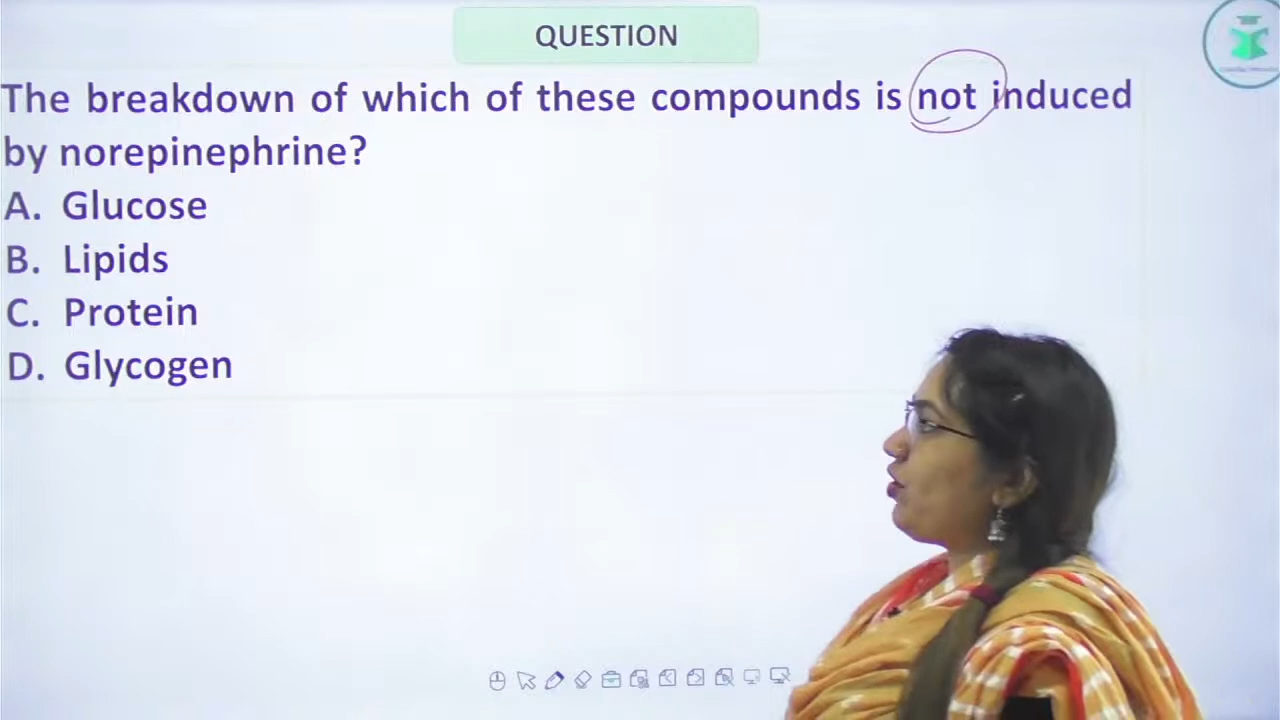 QUESTION
The breakdown of which of these compounds is not induced
by norepinephrine?
A. Glucose
B. Lipids
C. Protein
D. Glycogen